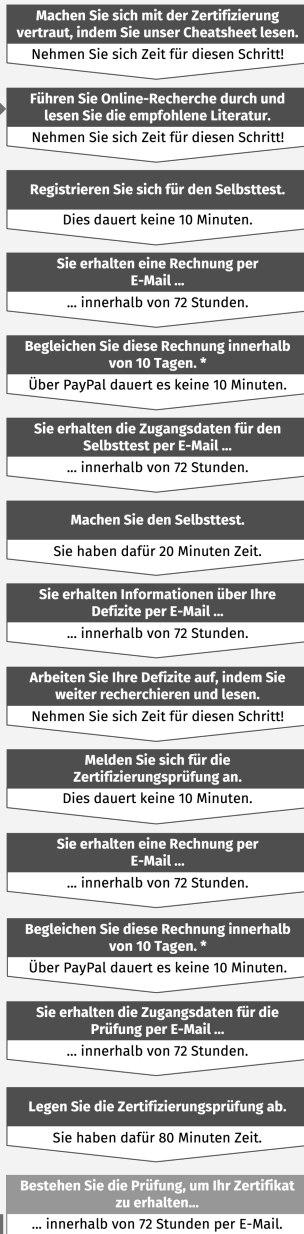 Machen Sie sich mit der Zertifizierung
vertraut, indem Sie unser Cheatsheet lesen.
Nehmen Sie sich Zeit für diesen Schritt!
Führen Sie Online-Recherche durch und
lesen Sie die empfohlene Literatur.
Nehmen Sie sich Zeit für diesen Schritt!
Registrieren Sie sich für den Selbsttest.
Dies dauert keine 10 Minuten.
Sie erhalten eine Rechnung per
E-Mail ...
... innerhalb von 72 Stunden.
Begleichen Sie diese Rechnung innerhalb
von 10 Tagen. *
Über PayPal dauert es keine 10 Minuten.
Sie erhalten die Zugangsdaten für den
Selbsttest per E-Mail ...
... innerhalb von 72 Stunden.
Machen Sie den Selbsttest.
Sie haben dafür 20 Minuten Zeit.
Sie erhalten Informationen über Ihre
Defizite per E-Mail ...
... innerhalb von 72 Stunden.
Arbeiten Sie Ihre Defizite auf, indem Sie
weiter recherchieren und lesen.
Nehmen Sie sich Zeit für diesen Schritt!
Melden Sie sich für die
Zertifizierungsprüfung an.
Dies dauert keine 10 Minuten.
Sie erhalten eine Rechnung per
E-Mail ...
... innerhalb von 72 Stunden.
Begleichen Sie diese Rechnung innerhalb
von 10 Tagen. *
Über PayPal dauert es keine 10 Minuten.
Sie erhalten die Zugangsdaten für die
Prüfung per E-Mail ...
... innerhalb von 72 Stunden.
Legen Sie die Zertifizierungsprüfung ab.
Sie haben dafür 80 Minuten Zeit.
Bestehen Sie die Prüfung, um Ihr Zertifikat
zu erhalten...
... innerhalb von 72 Stunden per E-Mail.